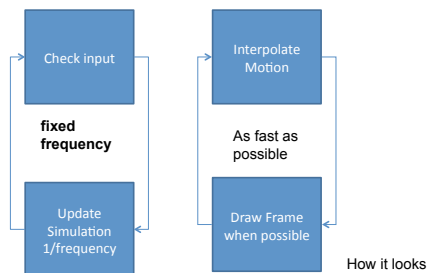 Check input
fixed
frequency
Update
Simulation
1/frequency
Interpolate
Motion
As fast as
possible
Draw Frame
when possible
How it looks